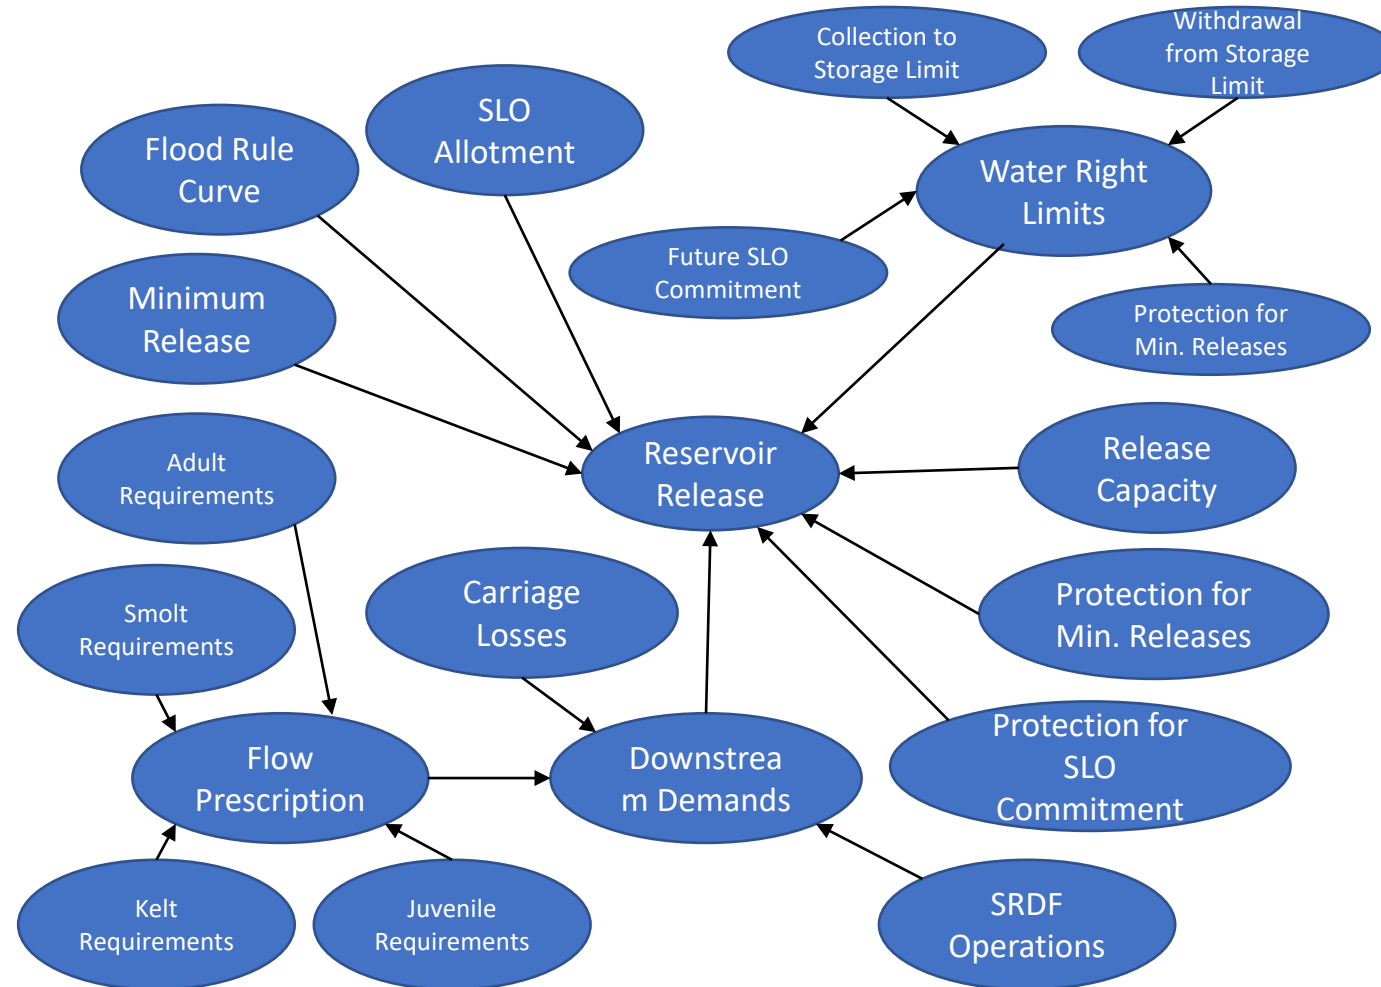 Collection to
Storage Limit
Withdrawal
from Storage
Limit
SLO
Allotment
Flood Rule
Curve
Water Right
Limits
Future SLO
Commitment
Minimum
Release
Protection for
Min. Releases
Adult
Requirements
Reservoir
Release
Release
Capacity
Smolt
Requirements
Carriage
Losses
Protection for
Min. Releases
Flow
Prescription
Downstrea
m Demands
Protection for
SLO
Commitment
Kelt
Requirements
Juvenile
Requirements
SRDF
Operations